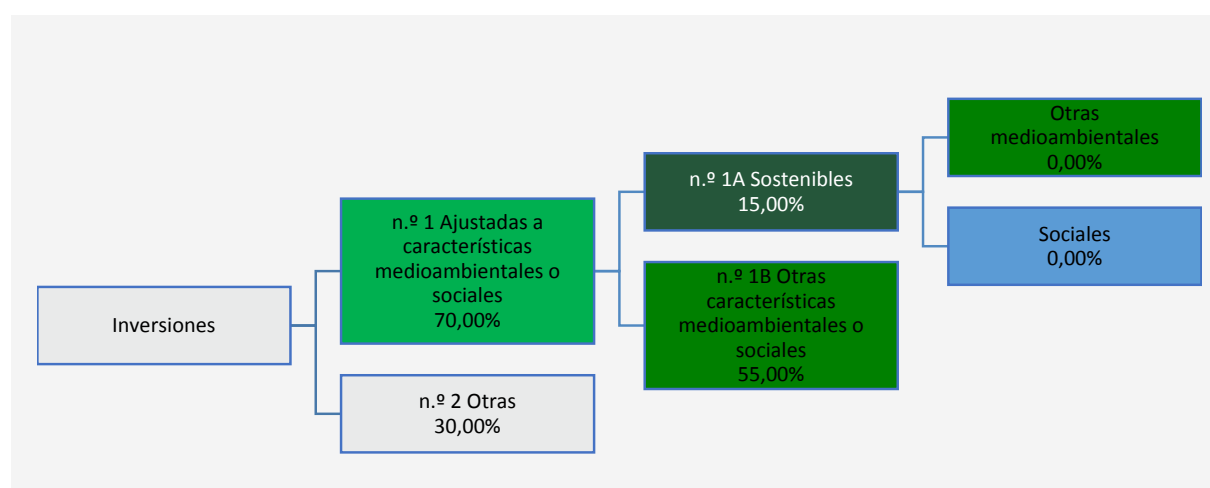 Inversiones
n.º 1 Ajustadas a
características
medioambientales o
sociales
70,00%
n.º 2 Otras
30,00%
n.º 1A Sostenibles
15,00%
n.º 1B Otras
características
medioambientales o
sociales
55,00%
Otras
medioambientales
0,00%
Sociales
0,00%